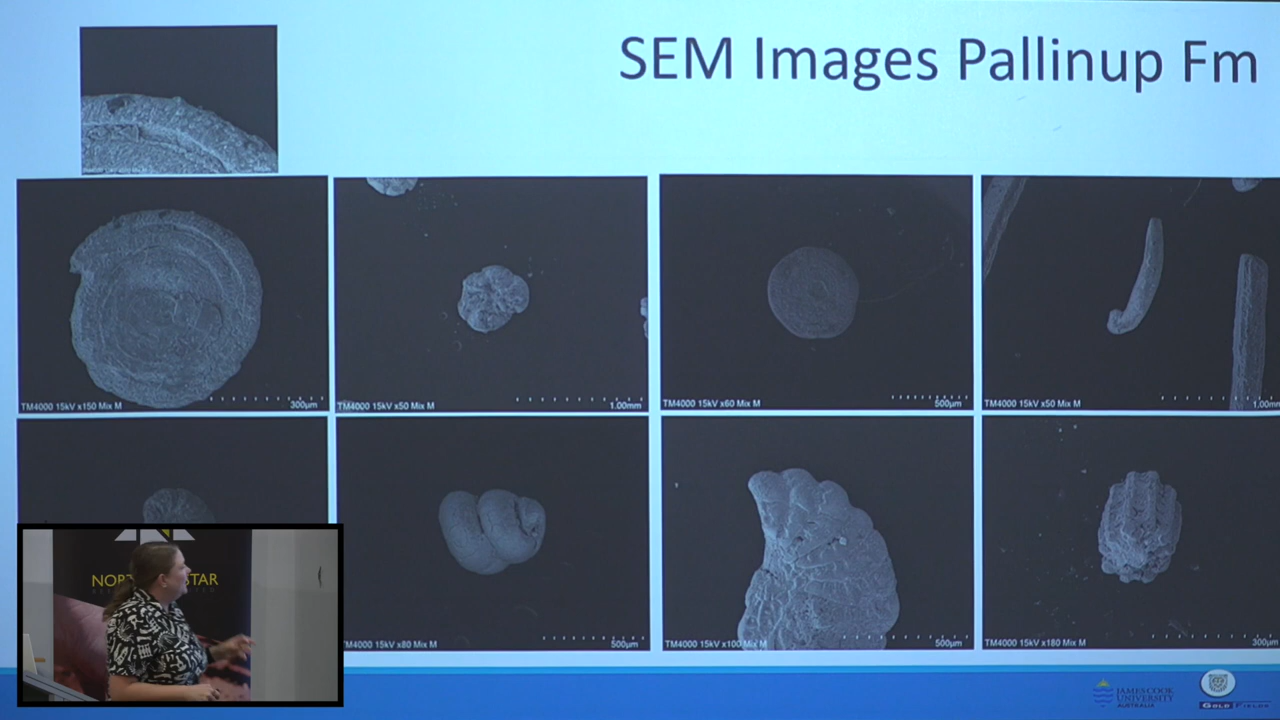 SEM Images Pallinup Fm
TM4000 15kV x150 Mix M 300µm
TM4000 15kV x50 Mix M 1.00mm
TM4000 15kV x60 Mix M 500µm
TM4000 15kV x50 Mix M 1.00mm
TM4000 15kV x80 Mix M 500µm
TM4000 15kV x100 Mix M 500µm
TM4000 15kV x180 Mix M 300µm
JAMES COOK
UNIVERSITY
AUSTRALIA
GOLD FIELDS